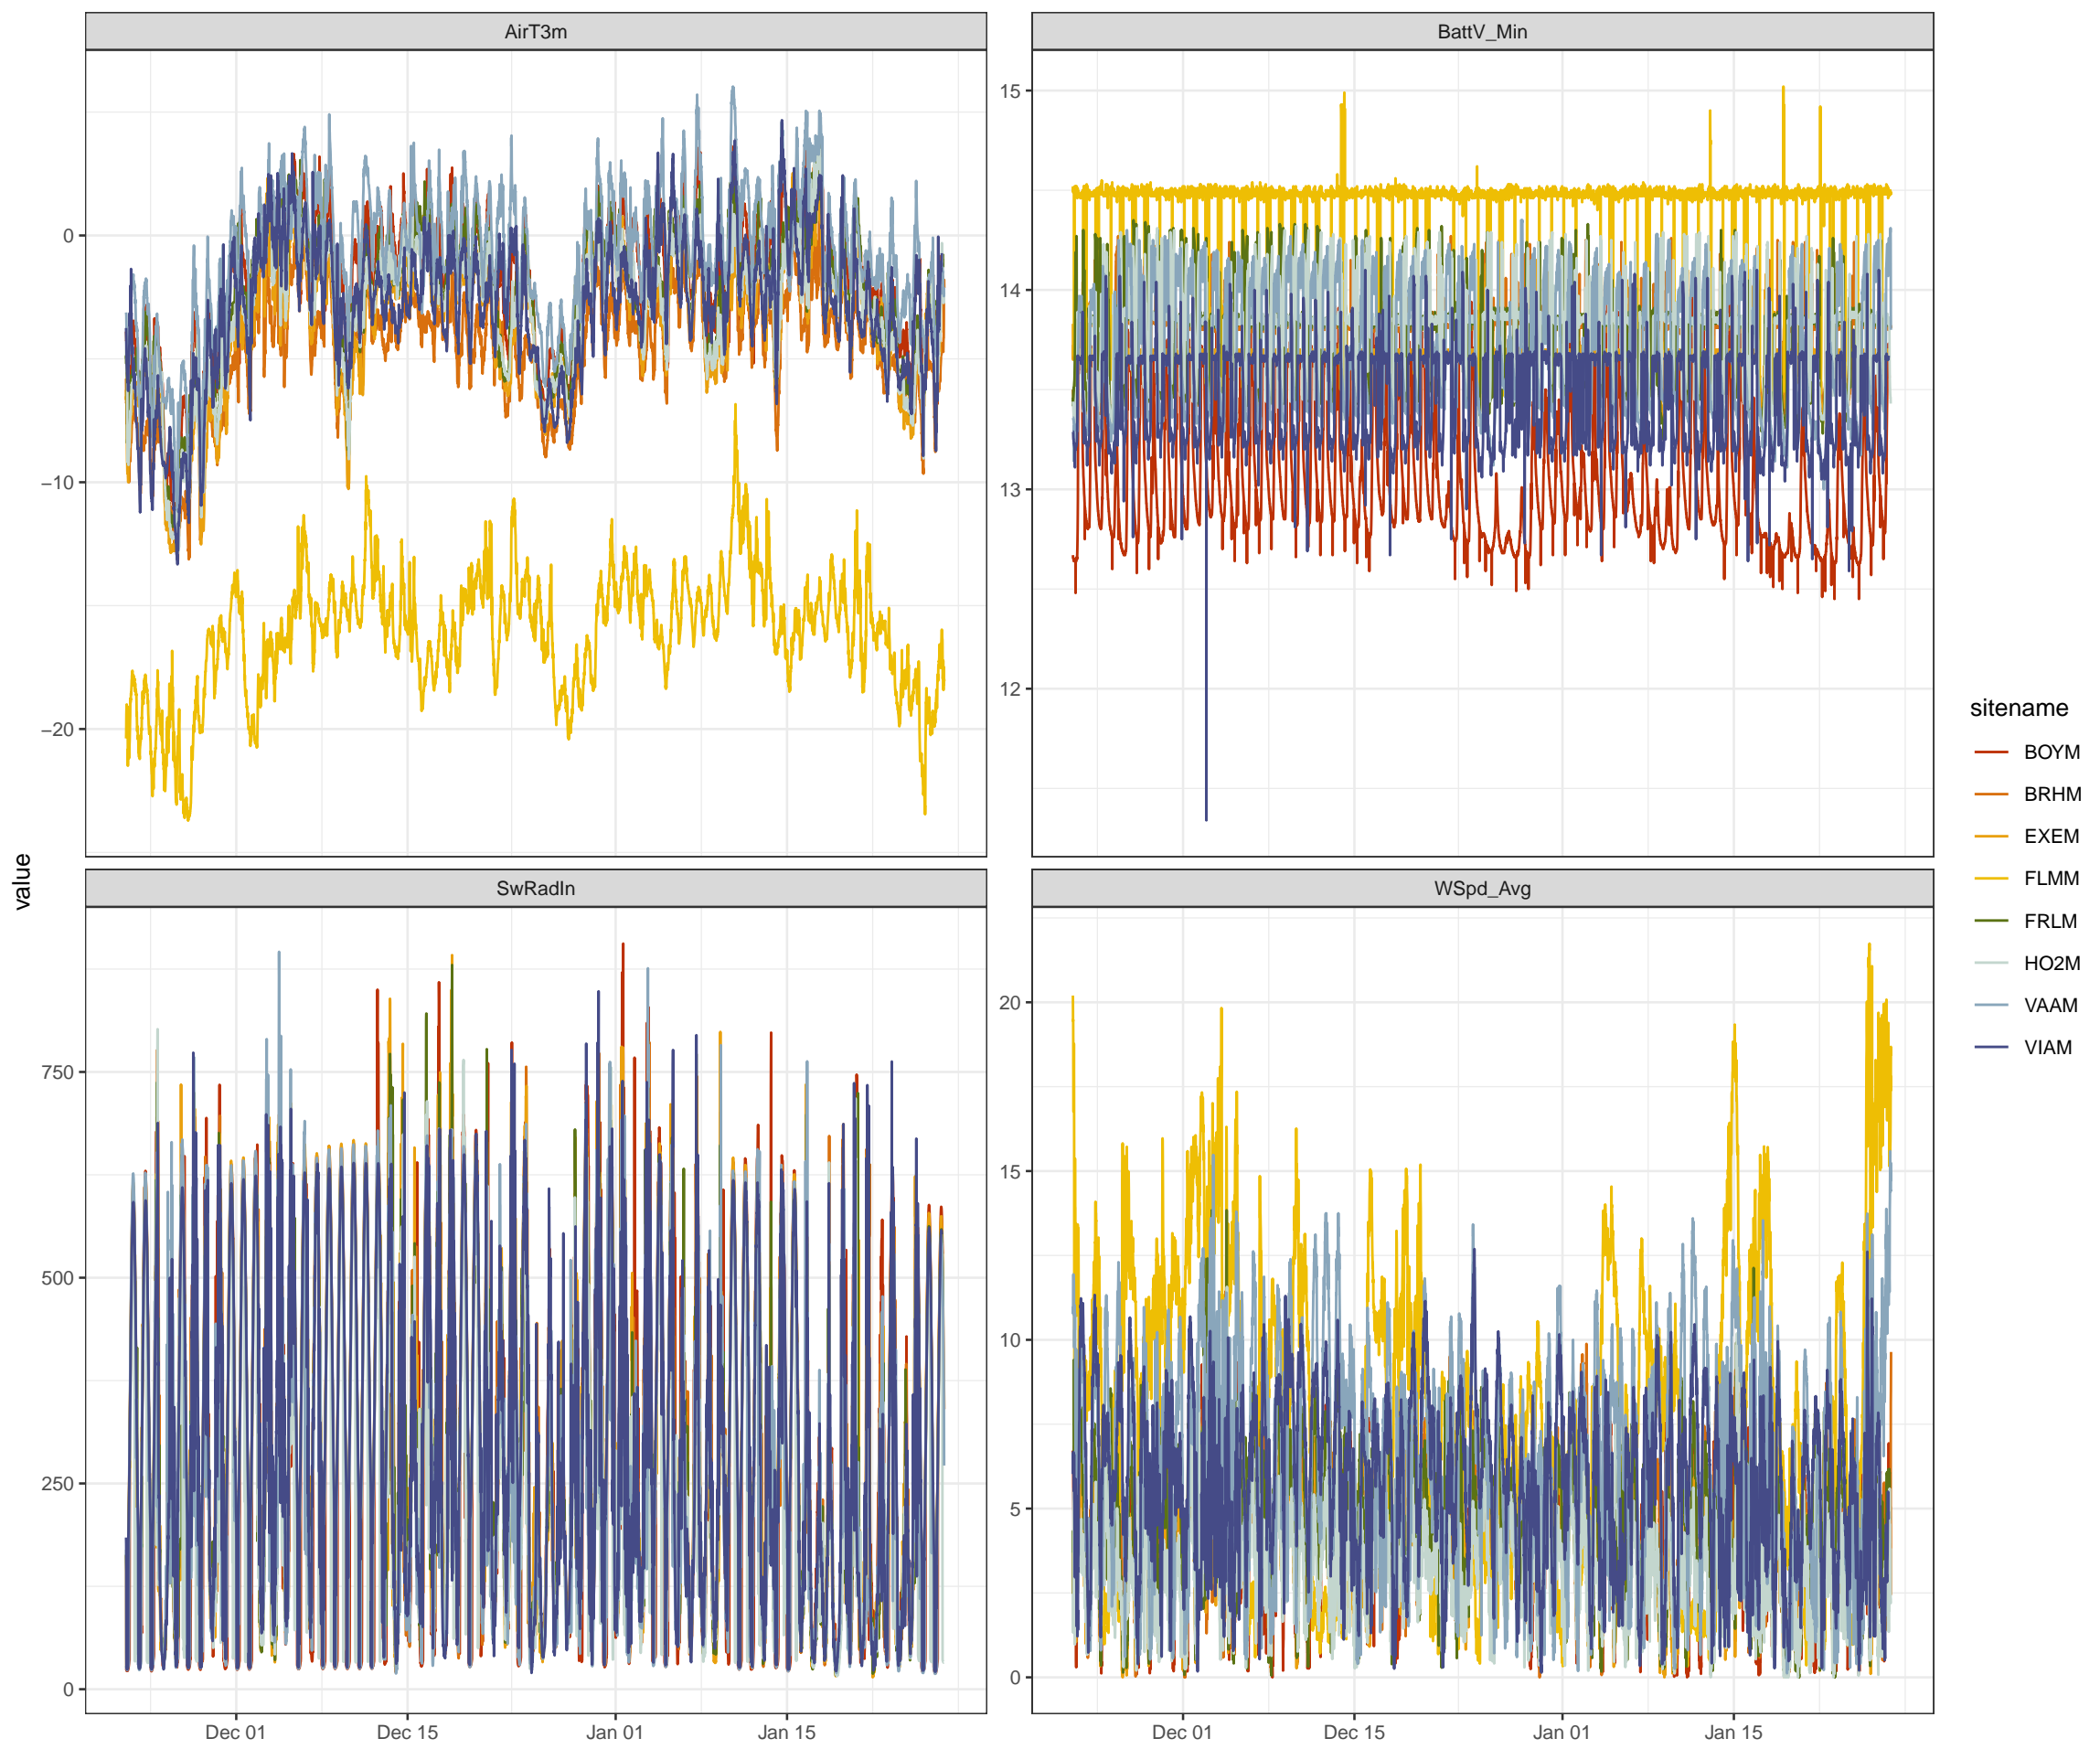 AirT3m
BattV_Min
0
−10
−20
15
14
13
12
SwRadIn
WSpd_Avg
750
500
250
0
20
15
10
5
0
Dec 01
Dec 15
Jan 01
Jan 15
Dec 01
Dec 15
Jan 01
Jan 15
value
sitename
BOYM
BRHM
EXEM
FLMM
FRLM
HO2M
VAAM
VIAM